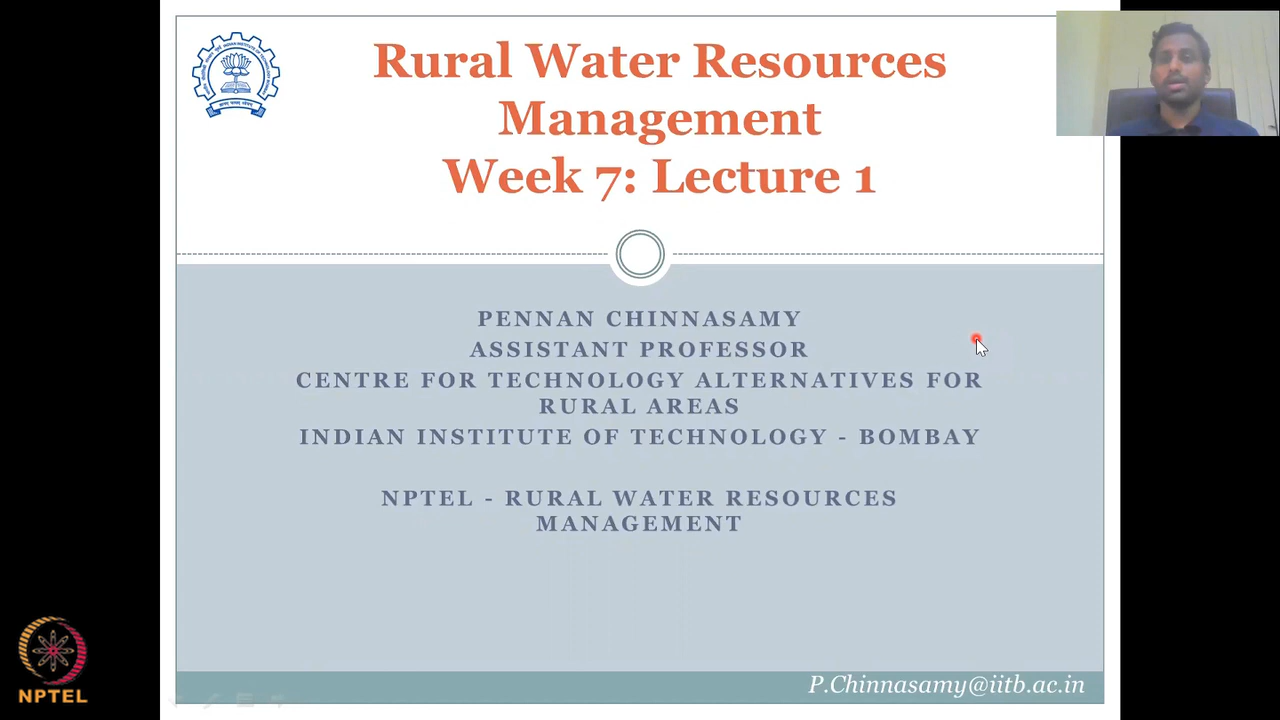 Rural Water Resources
Management
Week 7: Lecture 1
PENNAN CHINNASAMY
ASSISTANT PROFESSOR
CENTRE FOR TECHNOLOGY ALTERNATIVES FOR
RURAL AREAS
INDIAN INSTITUTE OF TECHNOLOGY - BOMBAY
NPTEL - RURAL WATER RESOURCES
MANAGEMENT
P.Chinnasamy@iitb.ac.in
NPTEL